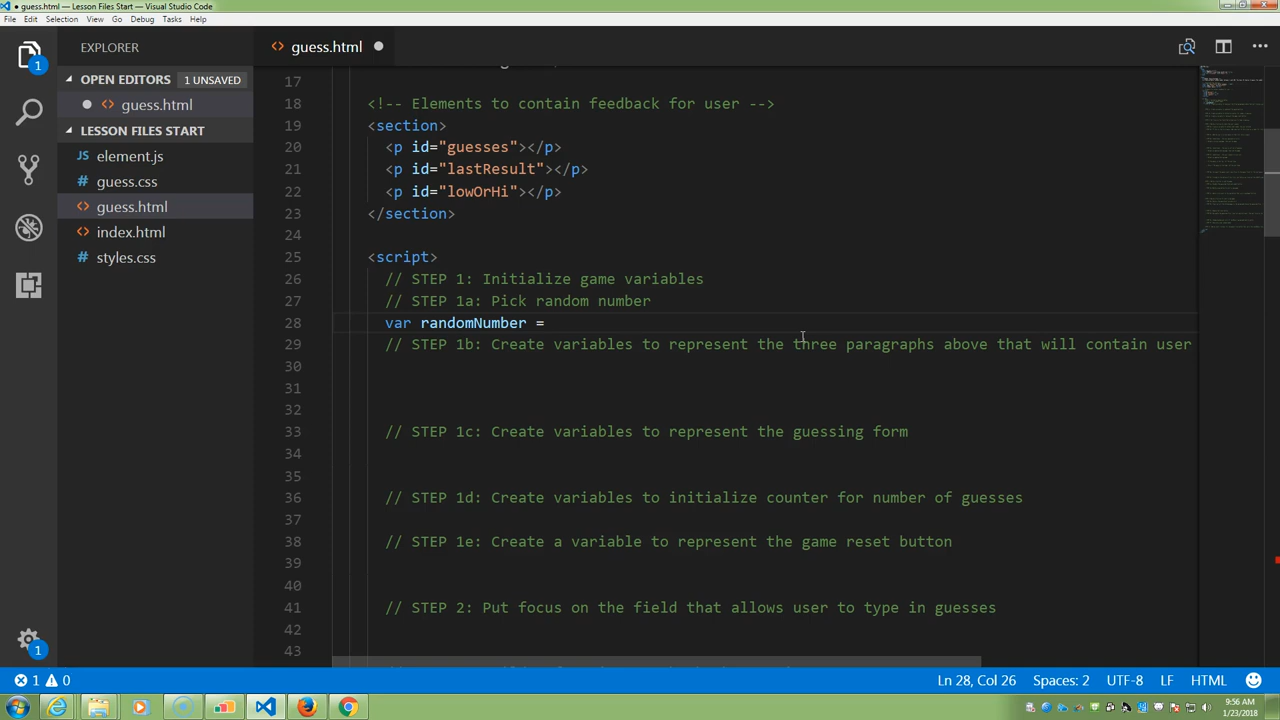 guess.html — Lesson Files Start — Visual Studio Code
File Edit Selection View Go Debug Tasks Help
EXPLORER
OPEN EDITORS 1 UNSAVED
guess.html
LESSON FILES START
element.js
guess.css
guess.html
index.html
styles.css
1
1
guess.html
17
18 <!-- Elements to contain feedback for user -->
19 <section>
20 <p id="guesses"></p>
21 <p id="lastResult"></p>
22 <p id="lowOrHi"></p>
23 </section>
24
25 <script>
26 // STEP 1: Initialize game variables
27 // STEP 1a: Pick random number
28 var randomNumber =
29 // STEP 1b: Create variables to represent the three paragraphs above that will contain user
30
31
32
33 // STEP 1c: Create variables to represent the guessing form
34
35
36 // STEP 1d: Create variables to initialize counter for number of guesses
37
38 // STEP 1e: Create a variable to represent the game reset button
39
40
41 // STEP 2: Put focus on the field that allows user to type in guesses
42
43
1 0 Ln 28, Col 26 Spaces: 2 UTF-8 LF HTML
9:56 AM
1/23/2018